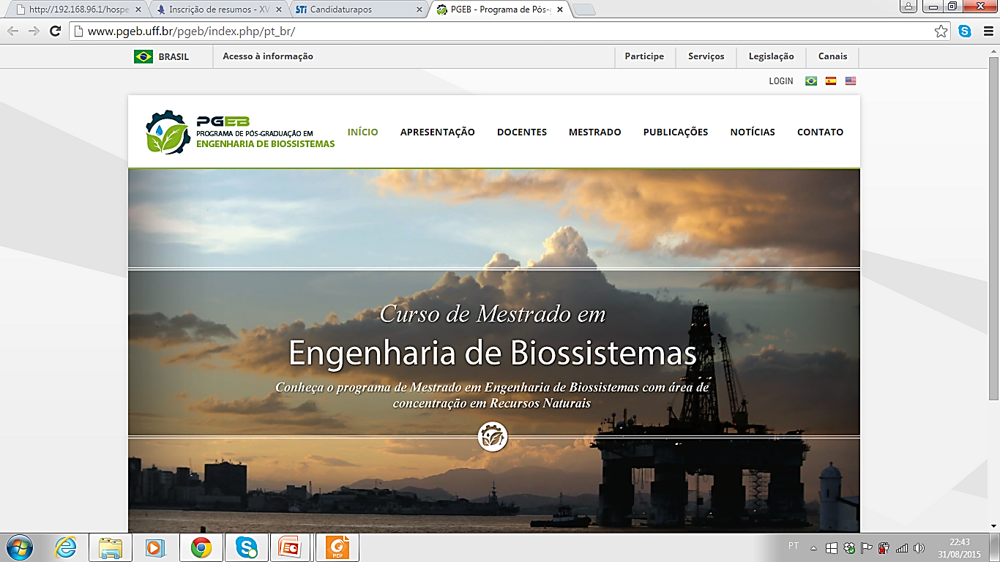 http://192.168.96.1/hospe
Inscrição de resumos - XV
STi Candidaturapos
PGEB - Programa de Pós-g
www.pgeb.uff.br/pgeb/index.php/pt_br/
BRASIL
Acesso à informação
Participe
Serviços
Legislação
Canais
LOGIN
PGEB
PROGRAMA DE PÓS-GRADUAÇÃO EM
ENGENHARIA DE BIOSSISTEMAS
INÍCIO
APRESENTAÇÃO
DOCENTES
MESTRADO
PUBLICAÇÕES
NOTÍCIAS
CONTATO
Curso de Mestrado em
Engenharia de Biossistemas
Conheça o programa de Mestrado em Engenharia de Biossistemas com área de
concentração em Recursos Naturais
PDF
PT
22:43
31/08/2015